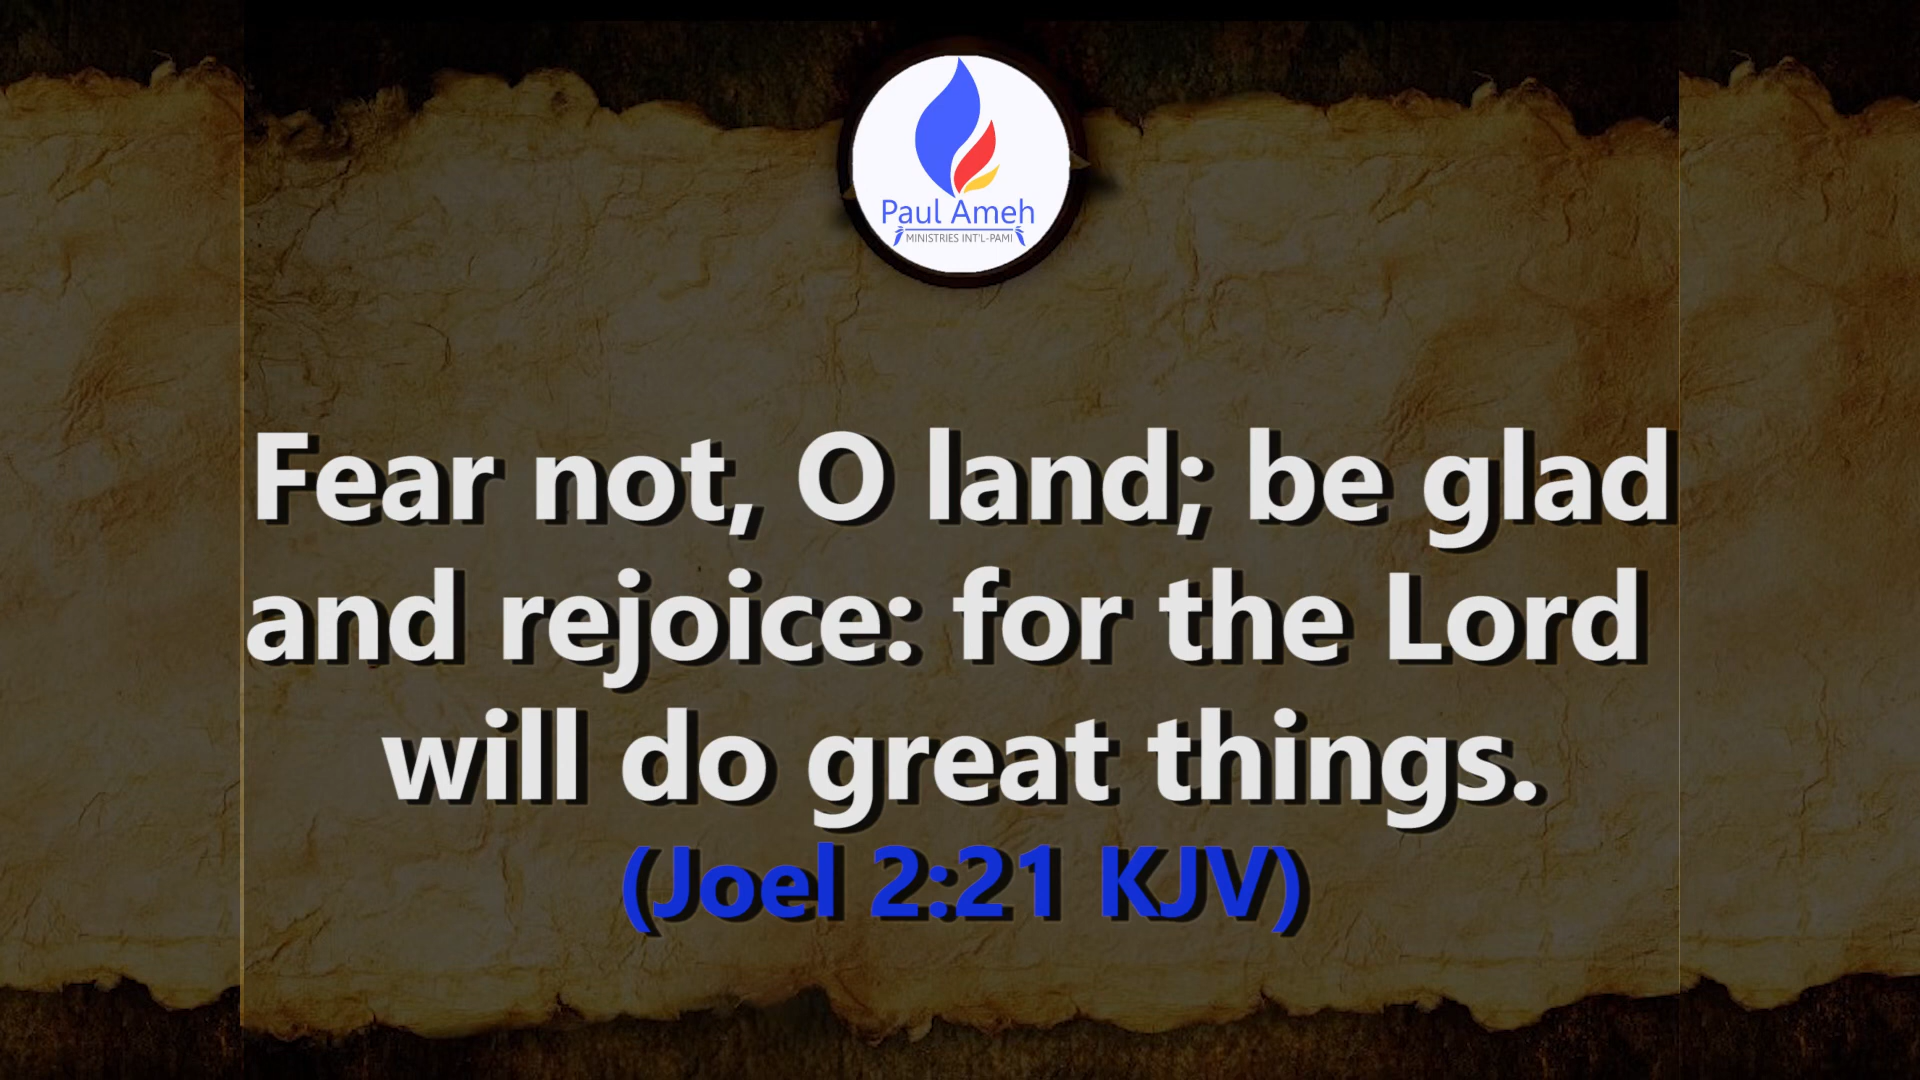 Paul Ameh
MINISTRIES INT'L-PAMI
Fear not, O land; be glad
and rejoice: for the Lord
will do great things.
(Joel 2:21 KJV)